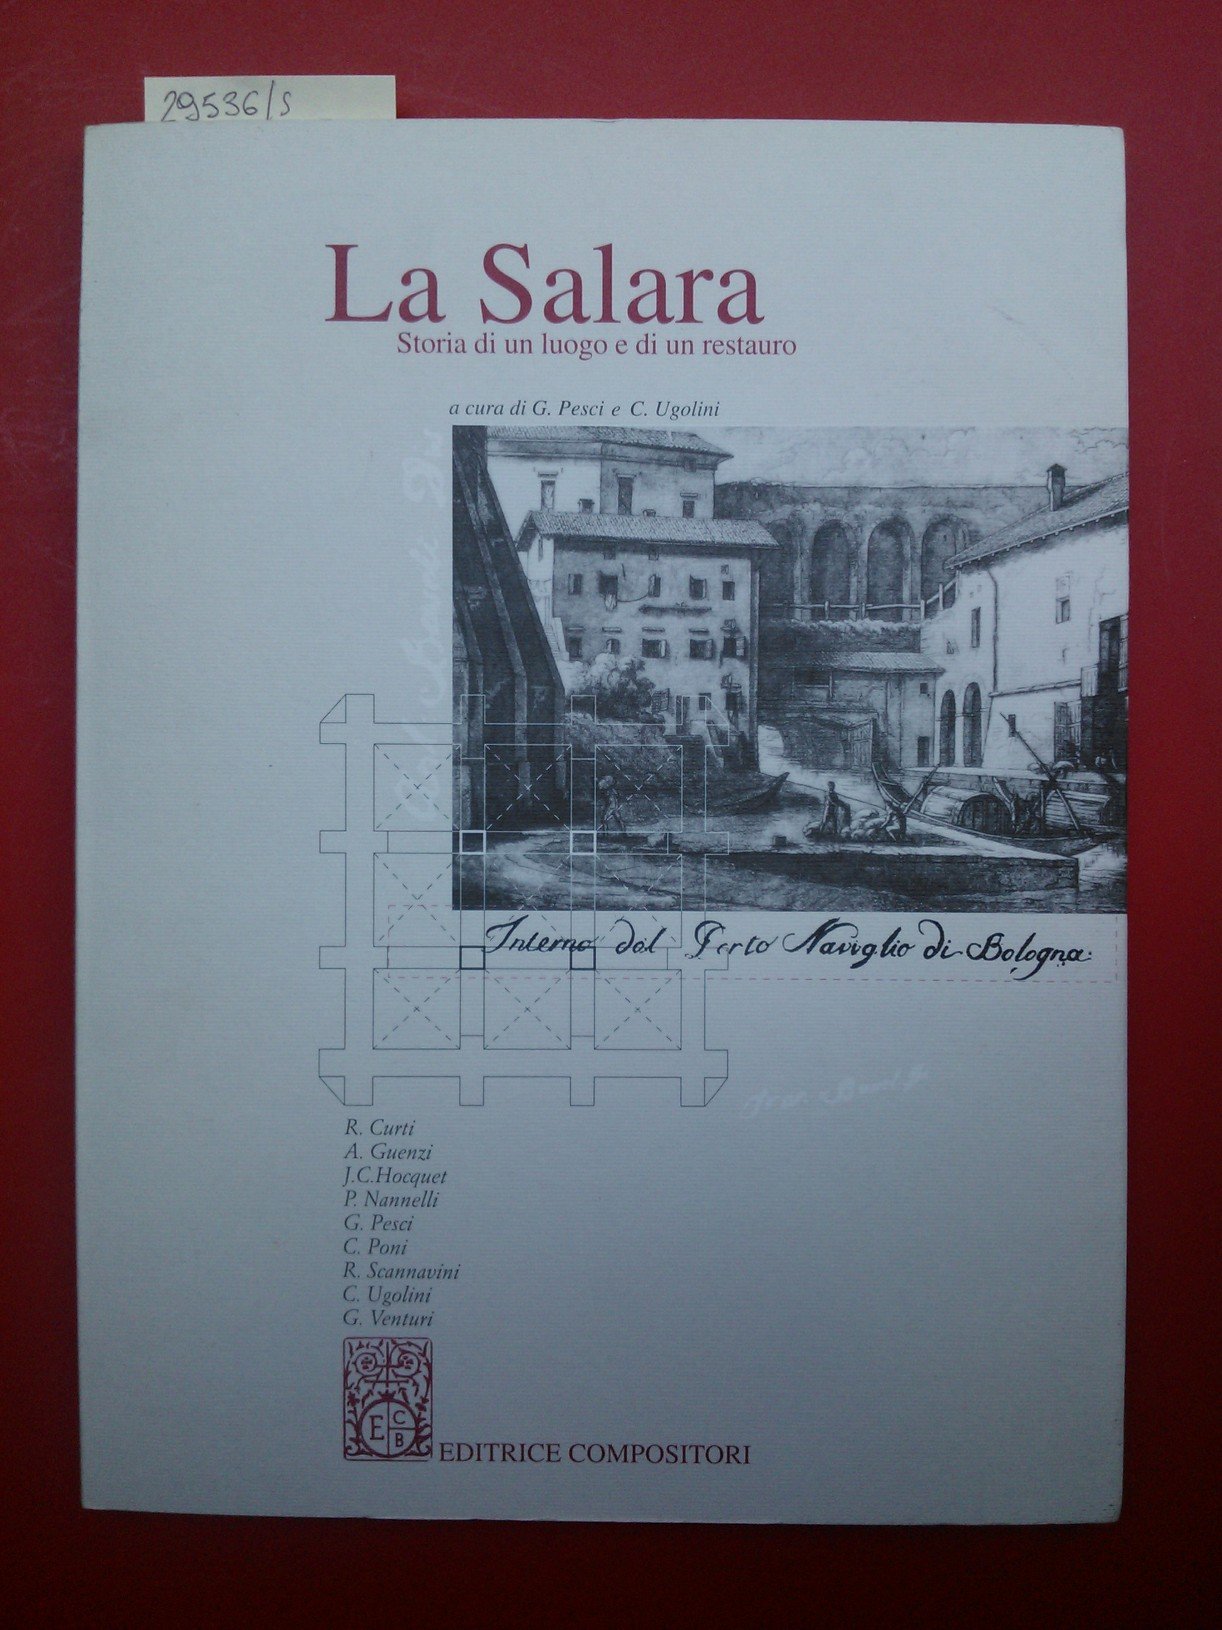 29536/s
La Salara
Storia di un luogo e di un restauro
a cura di G. Pesci e C. Ugolini
Interno del Porto Naviglio di Bologna.
R. Curti
A. Guenzi
J.C.Hocquet
P. Nannelli
G. Pesci
C. Poni
R. Scannavini
C. Ugolini
G. Venturi
E C B
EDITRICE COMPOSITORI